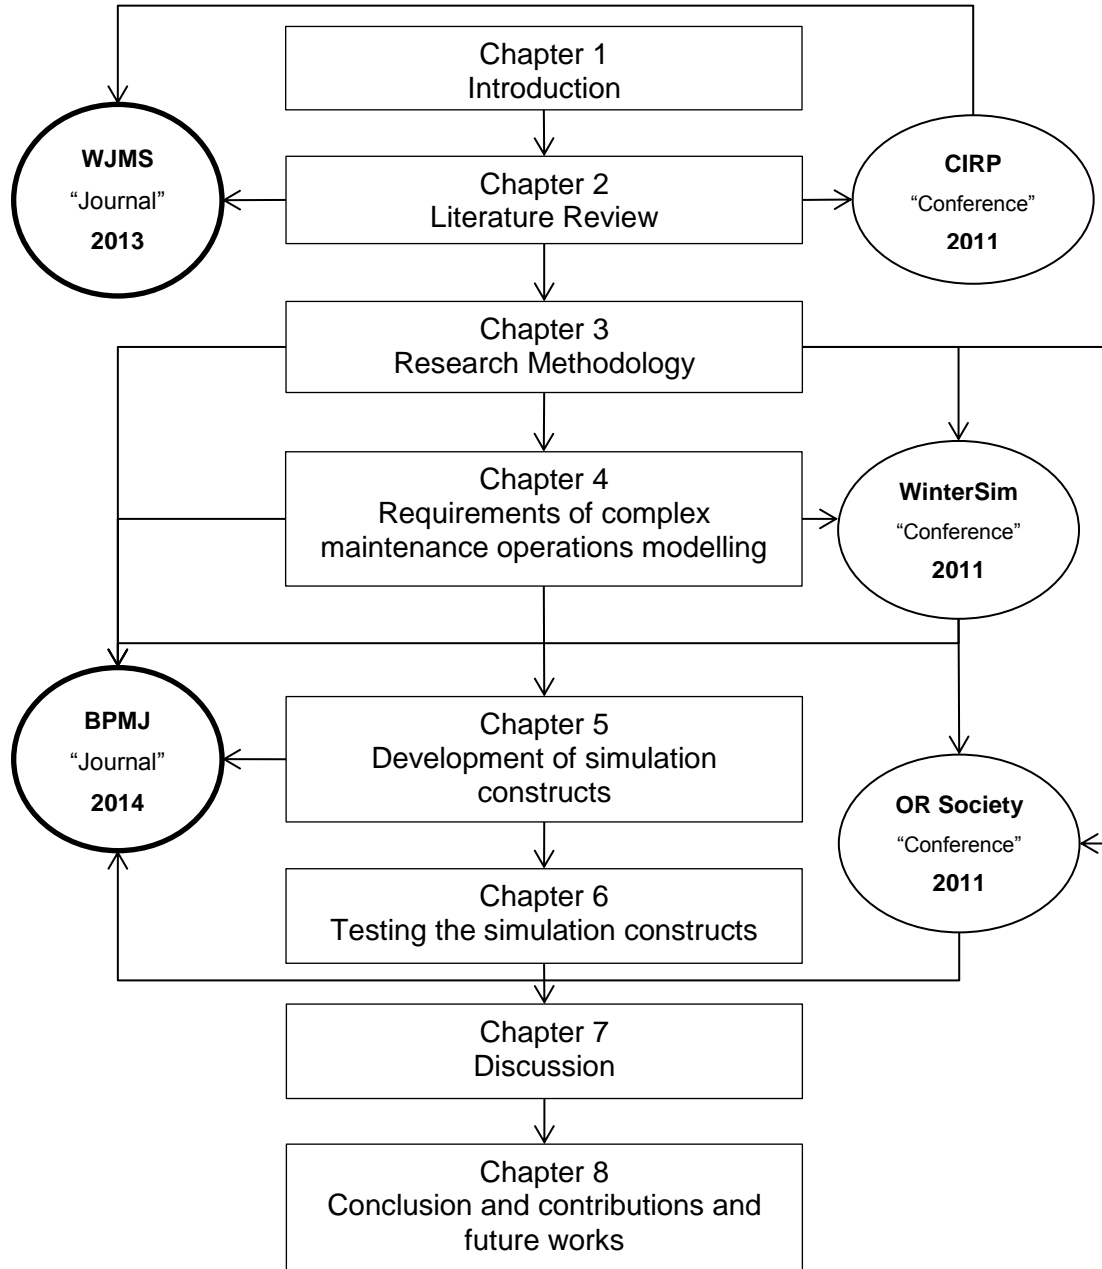 Chapter 1
Introduction
WJMS
“Journal”
2013
Chapter 2
Literature Review
CIRP
“Conference”
2011
Chapter 3
Research Methodology
Chapter 4
Requirements of complex
maintenance operations modelling
WinterSim
“Conference”
2011
BPMJ
“Journal”
2014
Chapter 5
Development of simulation
constructs
OR Society
“Conference”
2011
Chapter 6
Testing the simulation constructs
Chapter 7
Discussion
Chapter 8
Conclusion and contributions and
future works